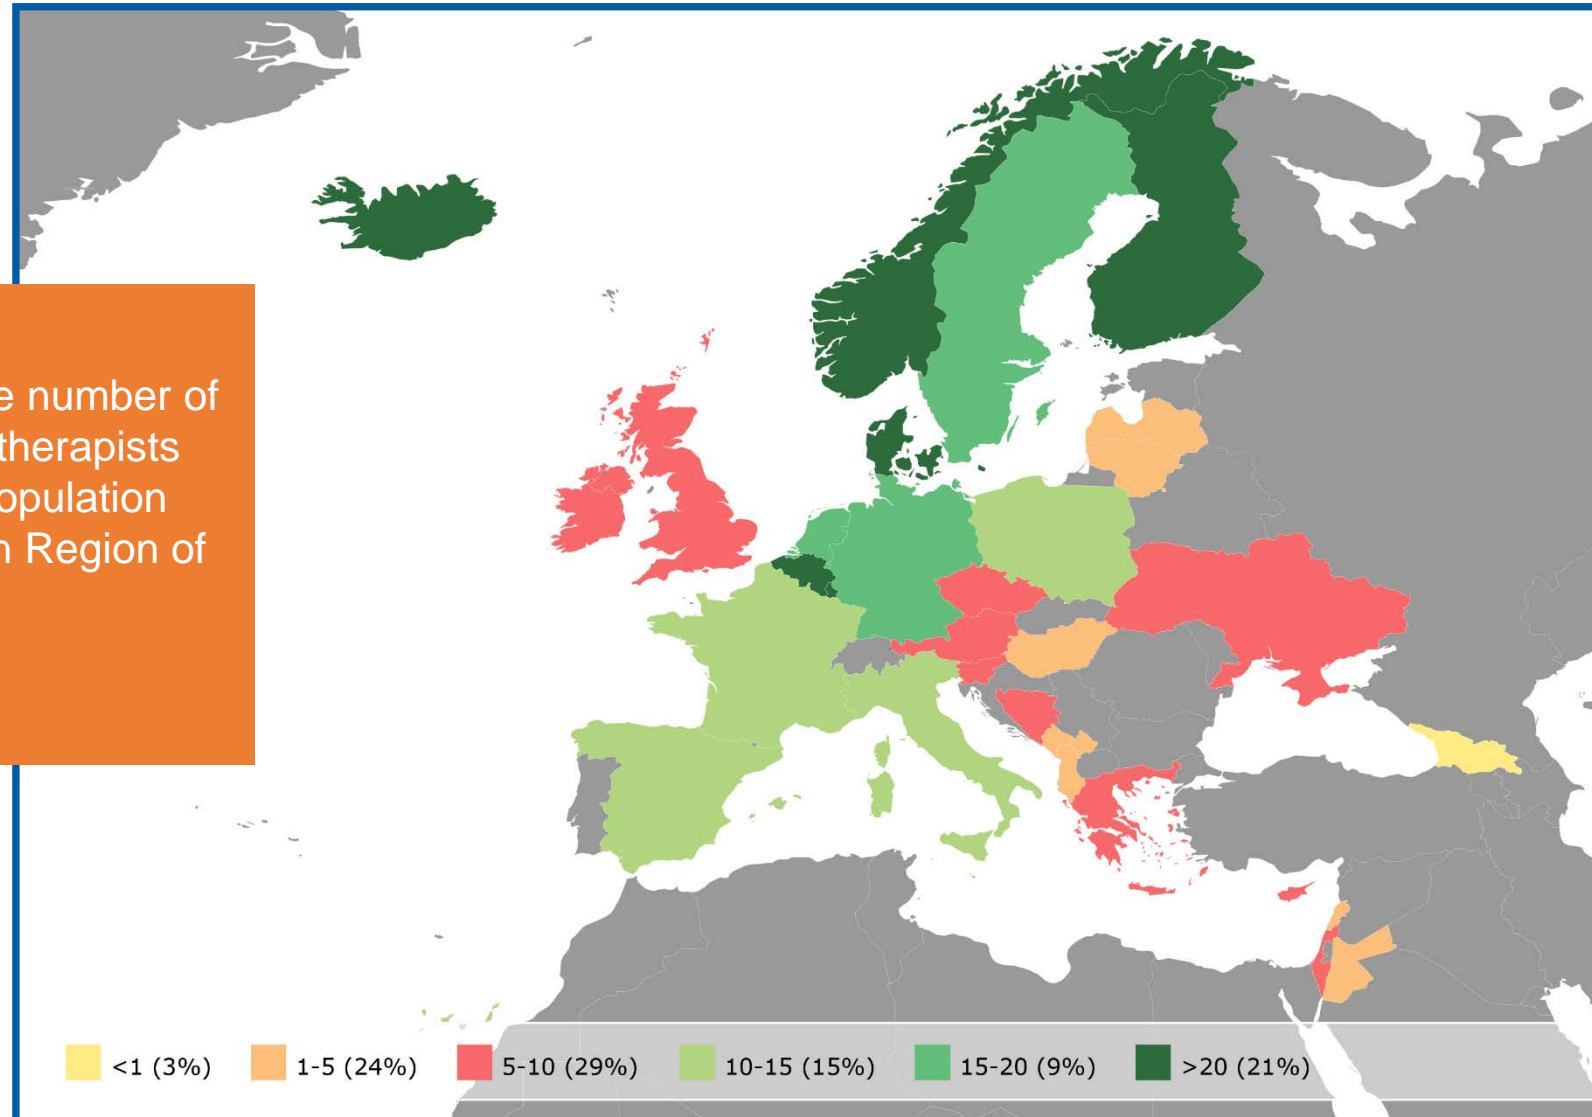 e number of
therapists
opulation
n Region of
<1 (3%)
1-5 (24%)
5-10 (29%)
10-15 (15%)
15-20 (9%)
>20 (21%)